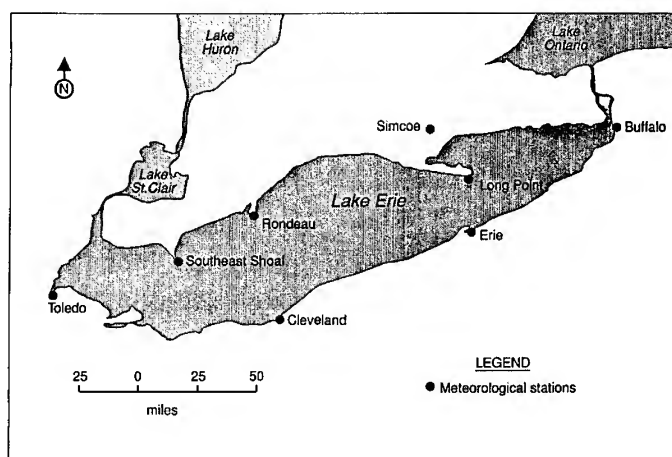 Lake
Huron
Lake
Ontario
N
Simcoe
Buffalo
Lake
St. Clair
Long Point
Lake Erie
Rondeau
Erie
Southeast Shoal
Toledo
Cleveland
LEGEND
25 0 25 50
Meteorological stations
miles